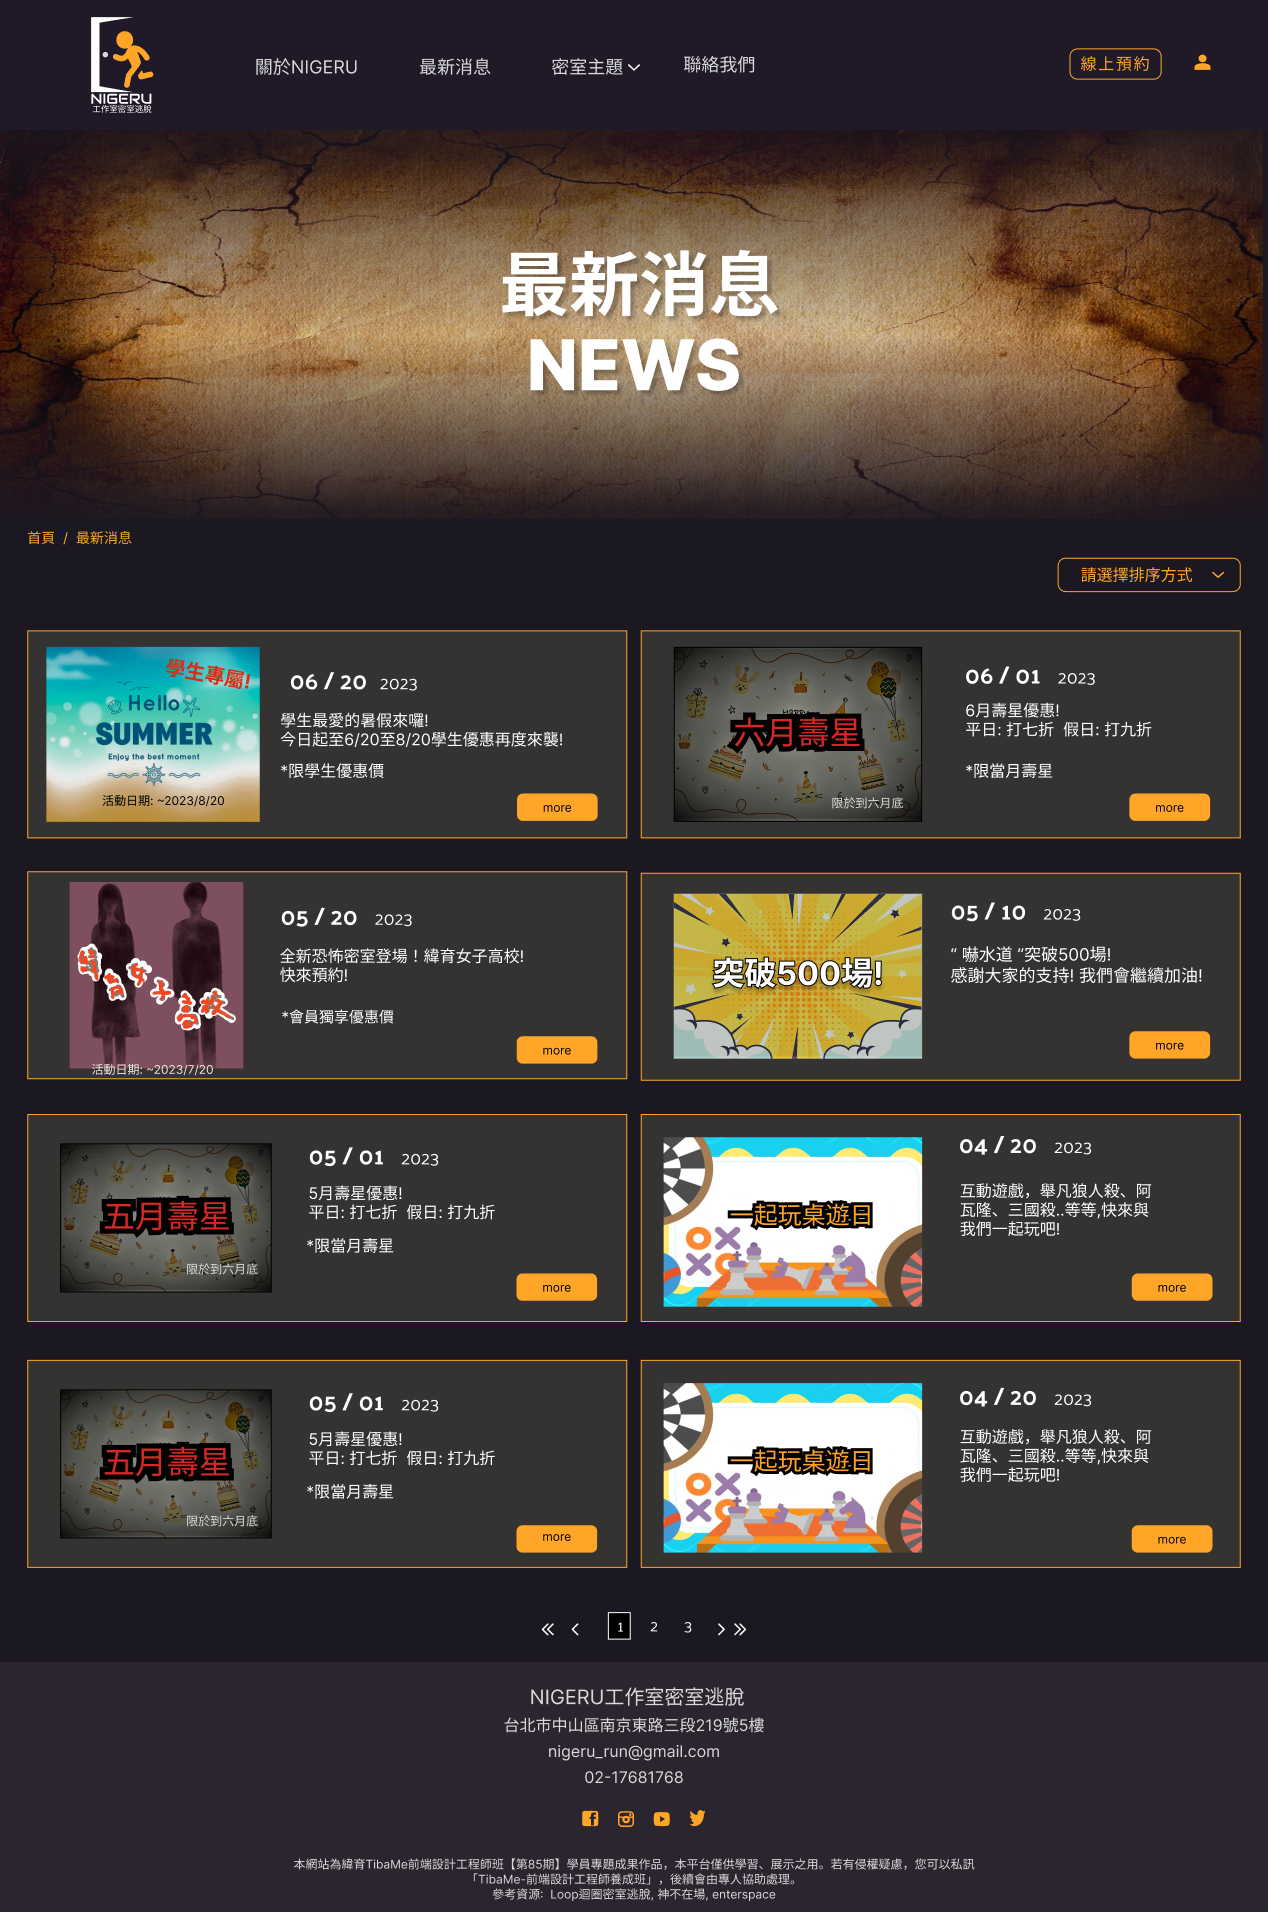 NIGERU
工作室密室逃脫
關於NIGERU
最新消息
密室主題
聯絡我們
線上預約
最新消息
NEWS
首頁 / 最新消息
請選擇排序方式
學生專屬!
Hello
SUMMER
Enjoy the best moment
活動日期: ~2023/8/20
06 / 20 2023
學生最愛的暑假來囉!
今日起至6/20至8/20學生優惠再度來襲!
*限學生優惠價
more
六月壽星
限於到六月底
06 / 01 2023
6月壽星優惠!
平日: 打七折 假日: 打九折
*限當月壽星
more
緯育女子高校
活動日期: ~2023/7/20
05 / 20 2023
全新恐怖密室登場！緯育女子高校!
快來預約!
*會員獨享優惠價
more
突破500場!
05 / 10 2023
“ 嚇水道 ”突破500場!
感謝大家的支持! 我們會繼續加油!
more
五月壽星
限於到六月底
05 / 01 2023
5月壽星優惠!
平日: 打七折 假日: 打九折
*限當月壽星
more
一起玩桌遊日
04 / 20 2023
互動遊戲，舉凡狼人殺、阿
瓦隆、三國殺..等等,快來與
我們一起玩吧!
more
五月壽星
限於到六月底
05 / 01 2023
5月壽星優惠!
平日: 打七折 假日: 打九折
*限當月壽星
more
一起玩桌遊日
04 / 20 2023
互動遊戲，舉凡狼人殺、阿
瓦隆、三國殺..等等,快來與
我們一起玩吧!
more
1 2 3
NIGERU工作室密室逃脫
台北市中山區南京東路三段219號5樓
nigeru_run@gmail.com
02-17681768
本網站為緯育TibaMe前端設計工程師班【第85期】學員專題成果作品，本平台僅供學習、展示之用。若有侵權疑慮，您可以私訊
「TibaMe-前端設計工程師養成班」，後續會由專人協助處理。
參考資源: Loop迴圈密室逃脫, 神不在場, enterspace